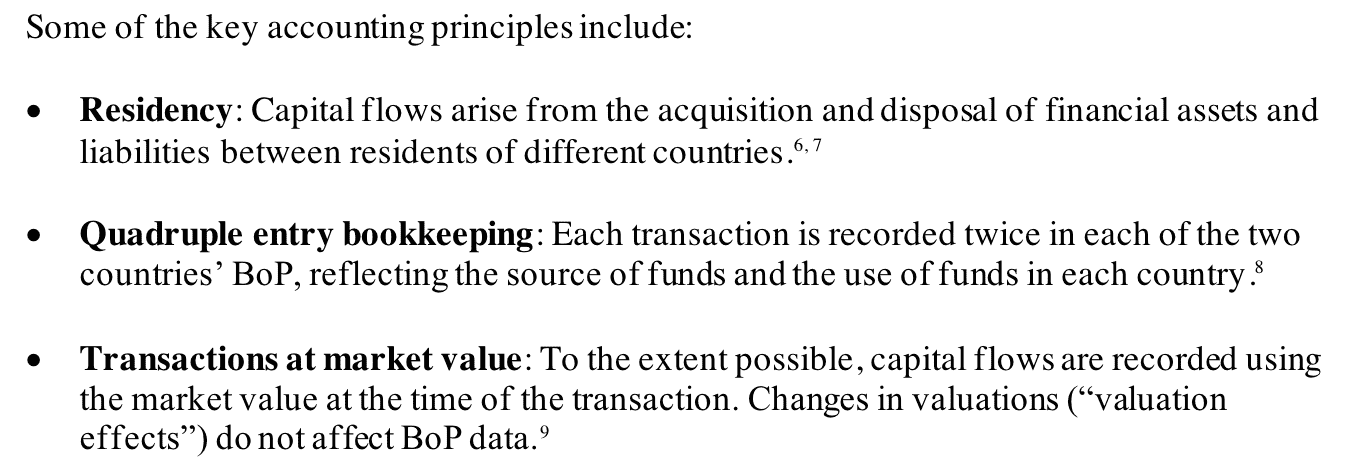 Some of the key accounting principles include:
• Residency: Capital flows arise from the acquisition and disposal of financial assets and
liabilities between residents of different countries.6,7
• Quadruple entry bookkeeping: Each transaction is recorded twice in each of the two
countries’ BoP, reflecting the source of funds and the use of funds in each country.8
• Transactions at market value: To the extent possible, capital flows are recorded using
the market value at the time of the transaction. Changes in valuations (“valuation
effects”) do not affect BoP data.9